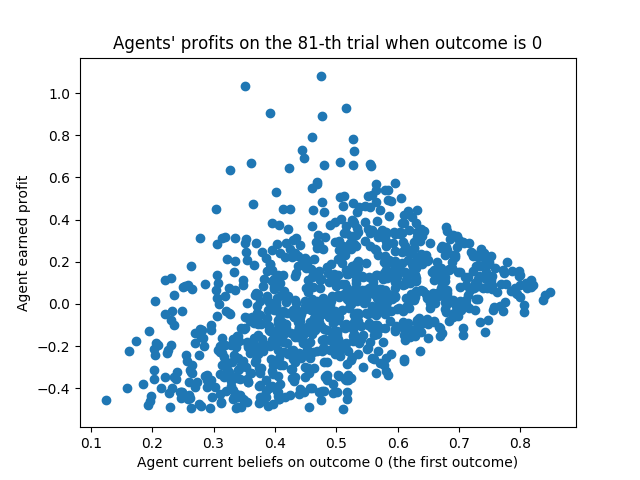 Agents' profits on the 81-th trial when outcome is 0
1.0
0.8
0.6
0.4
0.2
0.0
−0.2
−0.4
Agent earned profit
0.1 0.2 0.3 0.4 0.5 0.6 0.7 0.8
Agent current beliefs on outcome 0 (the first outcome)